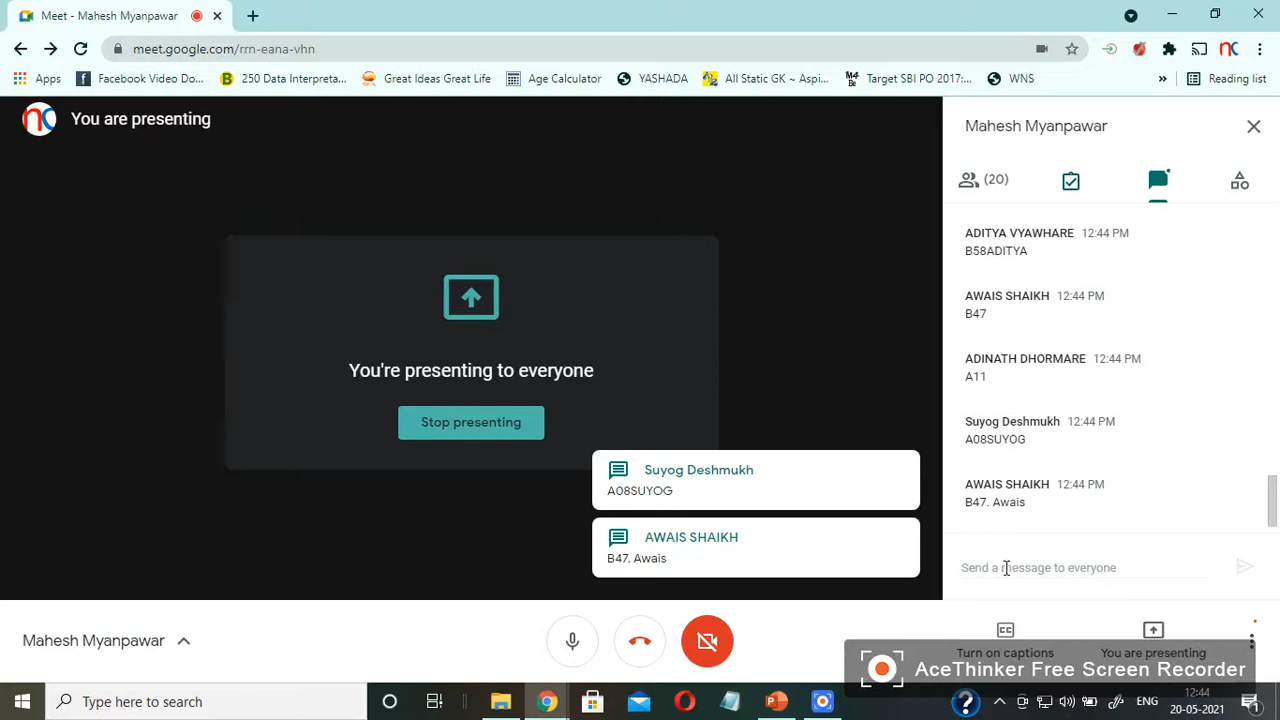 Meet - Mahesh Myanpawar
meet.google.com/rrn-eana-vhn
Apps
Facebook Video Do...
250 Data Interpreta...
Great Ideas Great Life
Age Calculator
YASHADA
All Static GK ~ Aspi...
Target SBI PO 2017:...
WNS
»
Reading list
nc
You are presenting
Mahesh Myanpawar
(20)
ADITYA VYAWHARE 12:44 PM
B58ADITYA
AWAIS SHAIKH 12:44 PM
B47
ADINATH DHORMARE 12:44 PM
A11
Suyog Deshmukh 12:44 PM
A08SUYOG
AWAIS SHAIKH 12:44 PM
B47. Awais
You're presenting to everyone
Stop presenting
Suyog Deshmukh
A08SUYOG
AWAIS SHAIKH
B47. Awais
Send a message to everyone
Mahesh Myanpawar
CC
Turn on captions
You are presenting
AceThinker Free Screen Recorder
Type here to search
ENG
12:44
20-05-2021